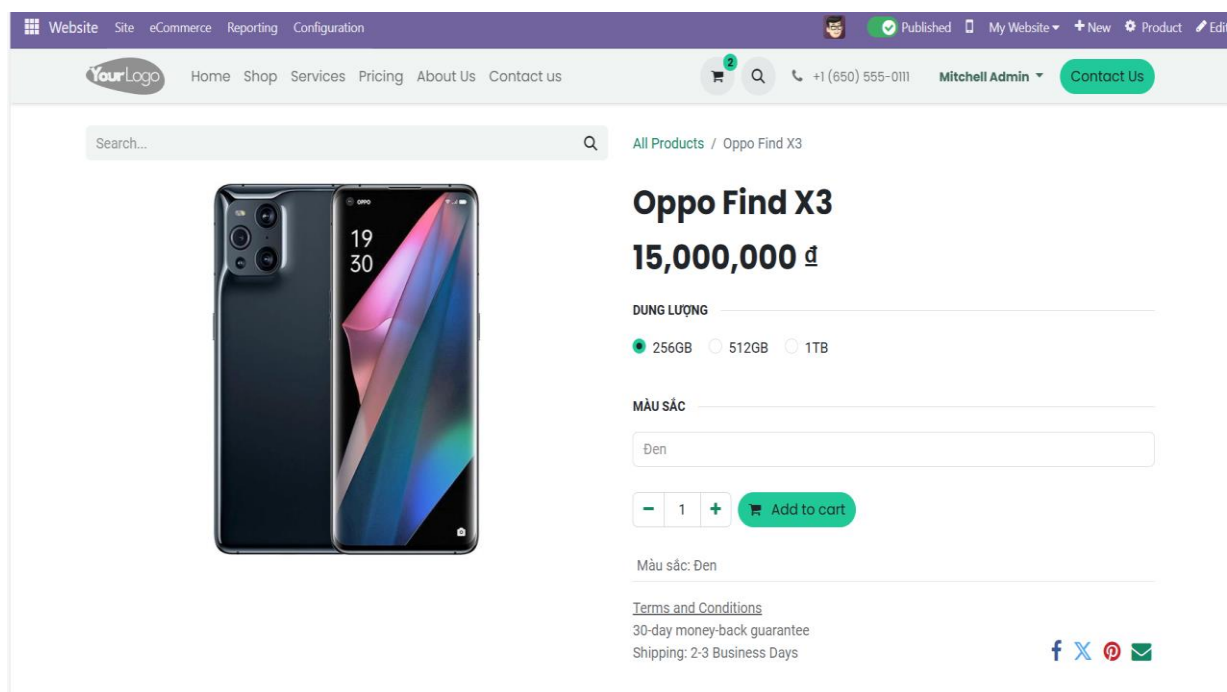 Website Site eCommerce Reporting Configuration Published My Website New Product Edit
YourLogo Home Shop Services Pricing About Us Contact us 2 +1 (650) 555-0111 Mitchell Admin Contact Us
Search...
All Products / Oppo Find X3
Oppo Find X3
15,000,000 ₫
DUNG LƯỢNG
256GB 512GB 1TB
MÀU SẮC
Đen
- 1 + Add to cart
Màu sắc: Đen
Terms and Conditions
30-day money-back guarantee
Shipping: 2-3 Business Days
OPPO
19
30